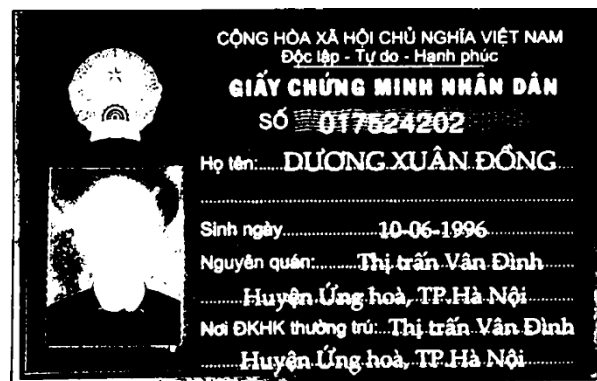 CỘNG HÒA XÃ HỘI CHỦ NGHĨA VIỆT NAM
Độc lập - Tự do - Hạnh phúc
GIẤY CHỨNG MINH NHÂN DÂN
SỐ 017524202
Họ tên:.....DƯƠNG XUÂN ĐỒNG
Sinh ngày....................10-06-1996
Nguyên quán:..........Thị trấn Vân Đình
Huyện Ứng hoà, TP.Hà Nội
Nơi ĐKHK thường trú:..Thị trấn Vân Đình
Huyện Ứng hoà, TP.Hà Nội